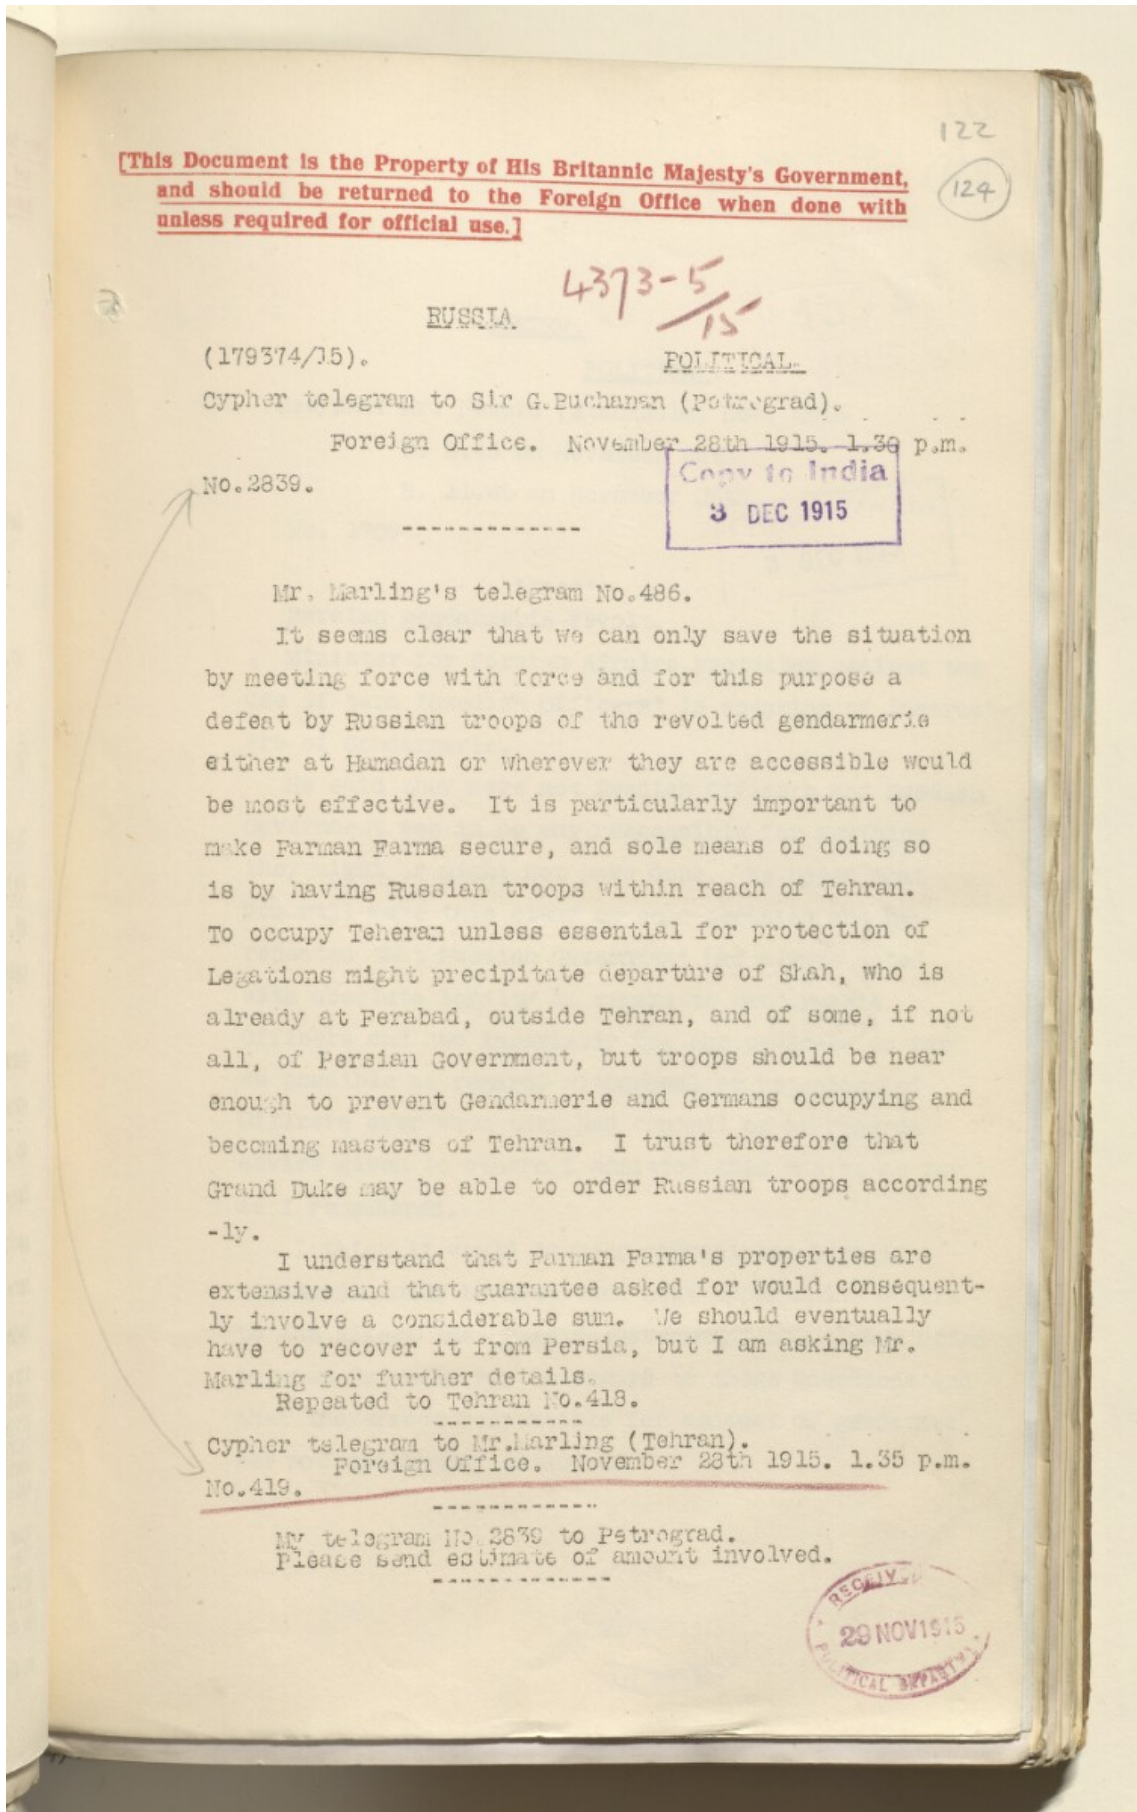 122
124
[This Document is the Property of His Britannic Majesty's Government,
and should be returned to the Foreign Office when done with
unless required for official use.]
4373-5/15
RUSSIA
(179374/15).
POLITICAL.
Cypher telegram to Sir G.Buchanan (Petrograd).
Foreign Office. November 28th 1915. 1.30 p.m.
No.2839.
Copy to India
3 DEC 1915
--------------
Mr. Marling's telegram No.486.
It seems clear that we can only save the situation
by meeting force with force and for this purpose a
defeat by Russian troops of the revolted gendarmerie
either at Hamadan or wherever they are accessible would
be most effective. It is particularly important to
make Farman Farma secure, and sole means of doing so
is by having Russian troops within reach of Tehran.
To occupy Teheran unless essential for protection of
Legations might precipitate departure of Shah, who is
already at Ferabad, outside Tehran, and of some, if not
all, of Persian Government, but troops should be near
enough to prevent Gendarmerie and Germans occupying and
becoming masters of Tehran. I trust therefore that
Grand Duke may be able to order Russian troops according
-ly.
I understand that Farman Farma's properties are
extensive and that guarantee asked for would consequent-
ly involve a considerable sum. We should eventually
have to recover it from Persia, but I am asking Mr.
Marling for further details.
Repeated to Tehran No.418.
-----------
Cypher telegram to Mr.Marling (Tehran).
Foreign Office. November 28th 1915. 1.35 p.m.
No.419.
------------
My telegram No.2839 to Petrograd.
Please send estimate of amount involved.
-------------
RECEIVED
29 NOV 1915
POLITICAL DEPARTMT